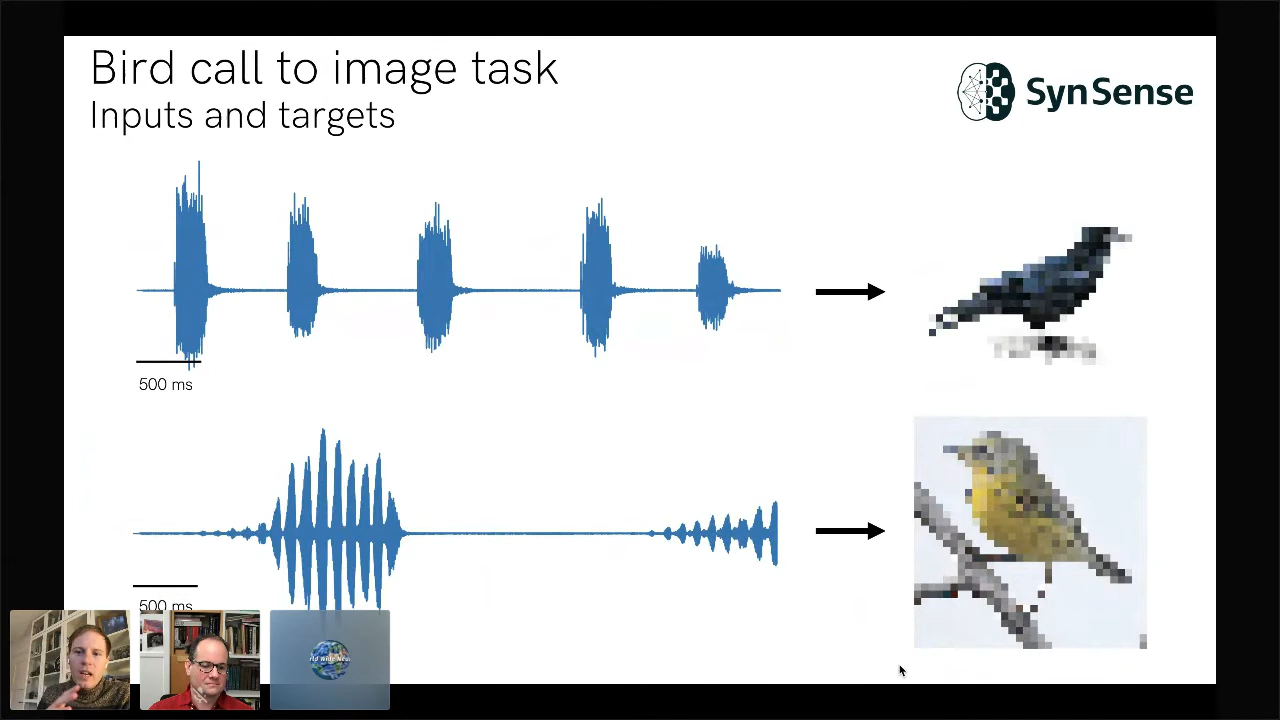 Bird call to image task
Inputs and targets
SynSense
500 ms
500 ms